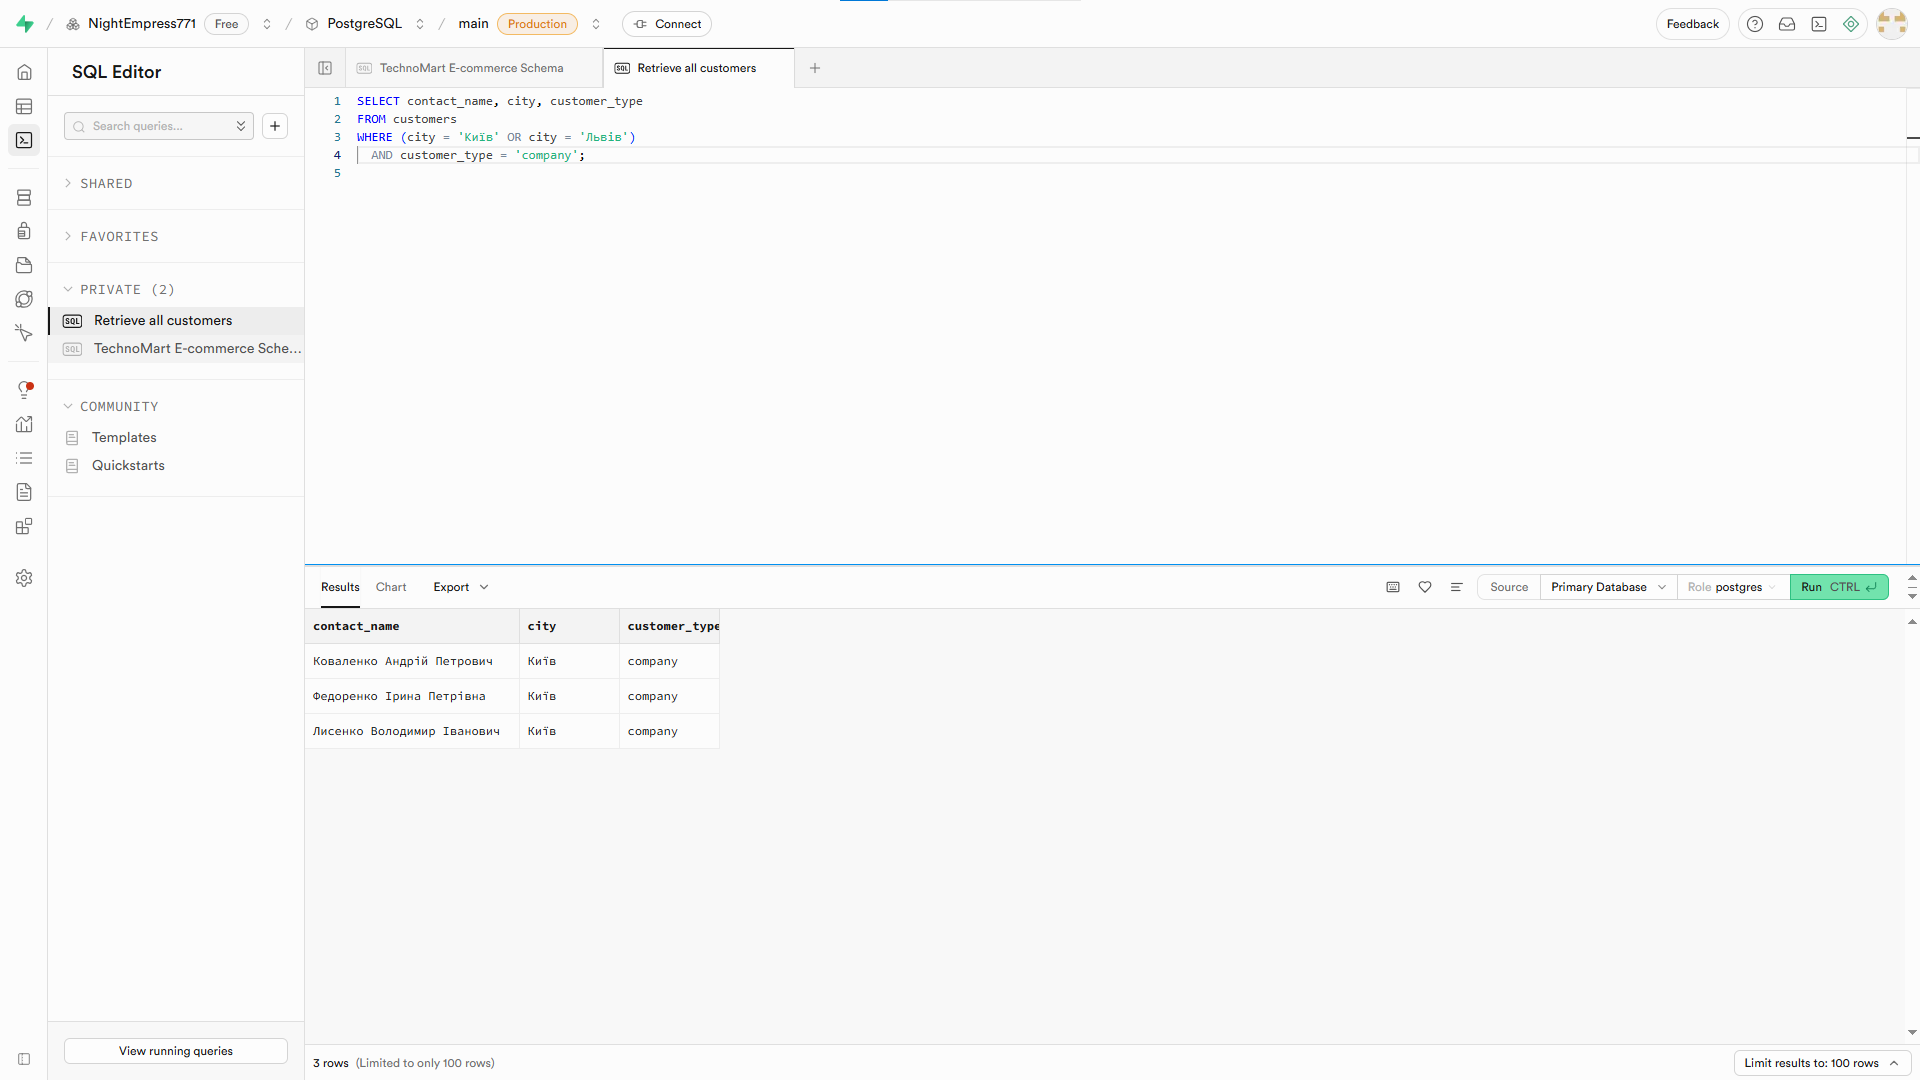 NightEmpress771 Free / PostgreSQL / main Production Connect Feedback
SQL Editor
Search queries...
SHARED
FAVORITES
PRIVATE (2)
SQL Retrieve all customers
SQL TechnoMart E-commerce Sche...
COMMUNITY
Templates
Quickstarts
View running queries
SQL TechnoMart E-commerce Schema
SQL Retrieve all customers
1 SELECT contact_name, city, customer_type
2 FROM customers
3 WHERE (city = 'Київ' OR city = 'Львів')
4 AND customer_type = 'company';
5
Results Chart Export Source Primary Database Role postgres Run CTRL
contact_name city customer_type
Коваленко Андрій Петрович Київ company
Федоренко Ірина Петрівна Київ company
Лисенко Володимир Іванович Київ company
3 rows (Limited to only 100 rows) Limit results to: 100 rows